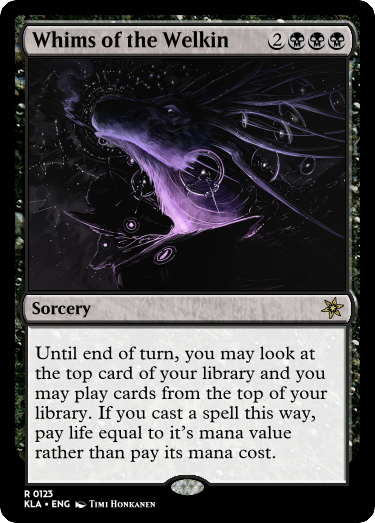 Whims of the Welkin 2
Sorcery
Until end of turn, you may look at
the top card of your library and you
may play cards from the top of your
library. If you cast a spell this way,
pay life equal to it's mana value
rather than pay its mana cost.
R 0123
KLA • ENG Timi Honkanen